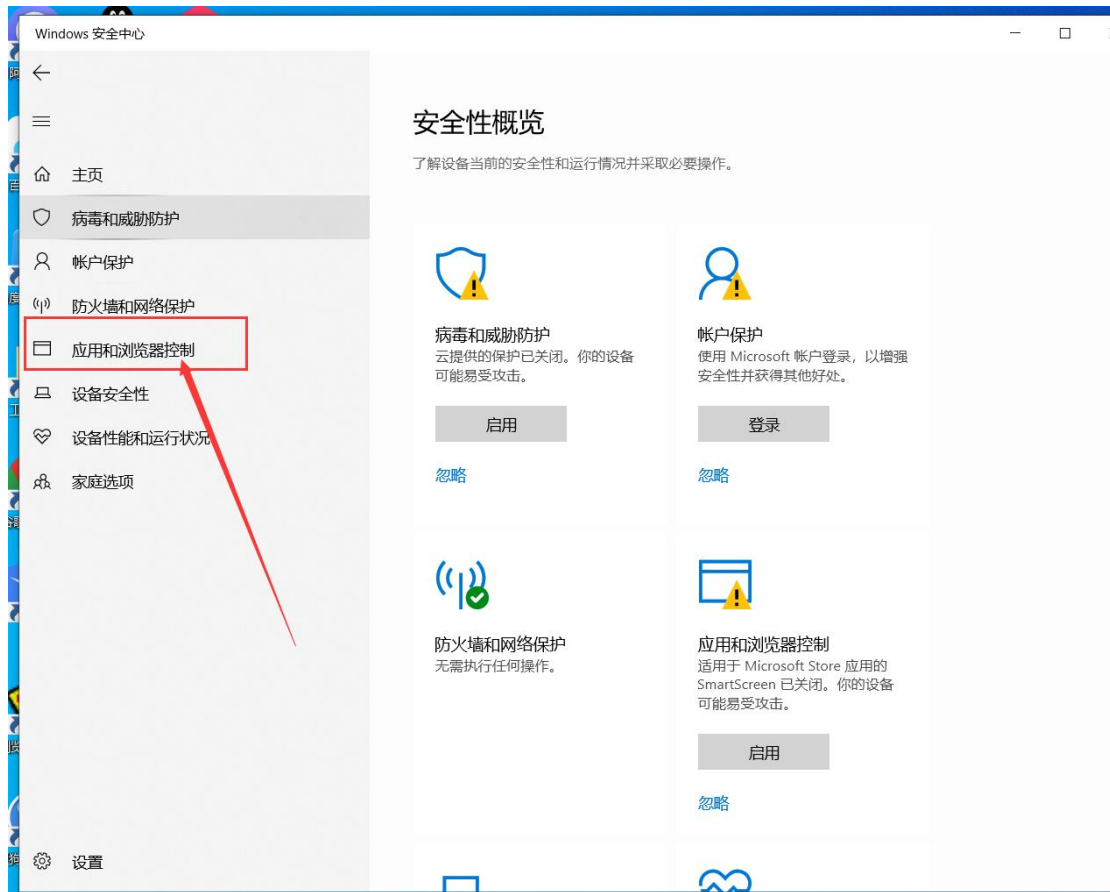 Windows 安全中心
主页
病毒和威胁防护
帐户保护
防火墙和网络保护
应用和浏览器控制
设备安全性
设备性能和运行状况
家庭选项
设置
安全性概览
了解设备当前的安全性和运行情况并采取必要操作。
病毒和威胁防护
云提供的保护已关闭。你的设备
可能易受攻击。
启用
忽略
帐户保护
使用 Microsoft 帐户登录，以增强
安全性并获得其他好处。
登录
忽略
防火墙和网络保护
无需执行任何操作。
应用和浏览器控制
适用于 Microsoft Store 应用的
SmartScreen 已关闭。你的设备
可能易受攻击。
启用
忽略